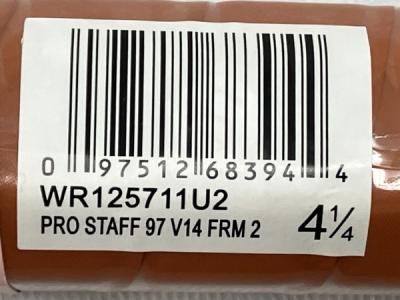 0 97512 68394 4
WR125711U2
PRO STAFF 97 V14 FRM 2 4¼